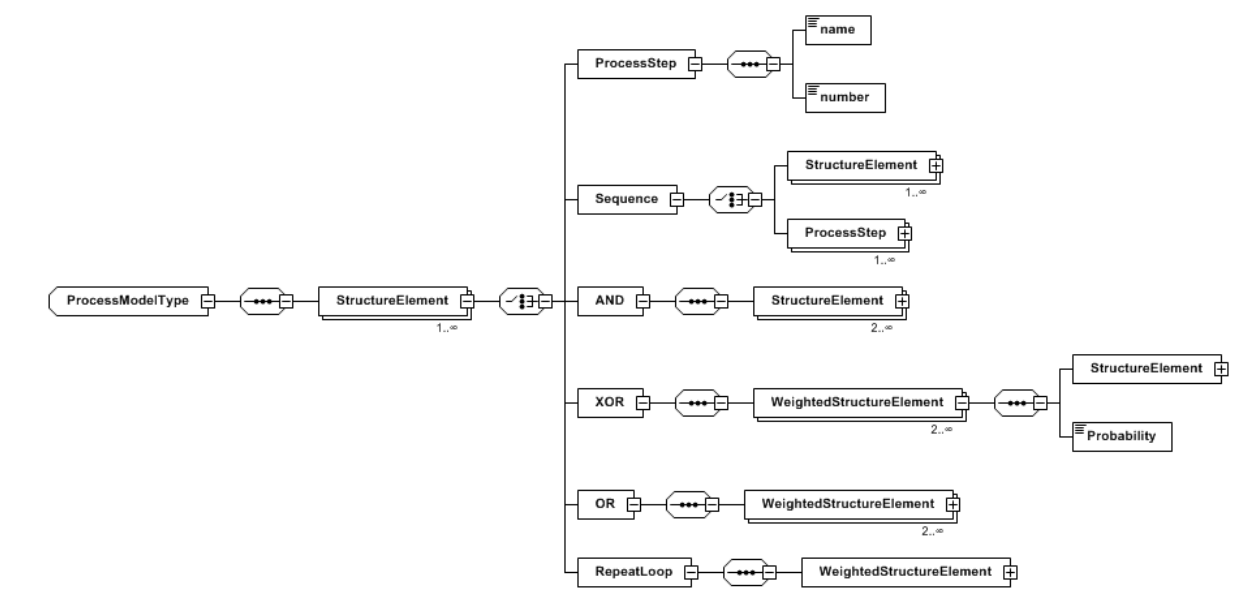 name
ProcessStep
number
StructureElement
1..∞
Sequence
ProcessStep
1..∞
ProcessModelType
StructureElement
1..∞
AND
StructureElement
2..∞
StructureElement
XOR
WeightedStructureElement
2..∞
Probability
OR
WeightedStructureElement
2..∞
RepeatLoop
WeightedStructureElement